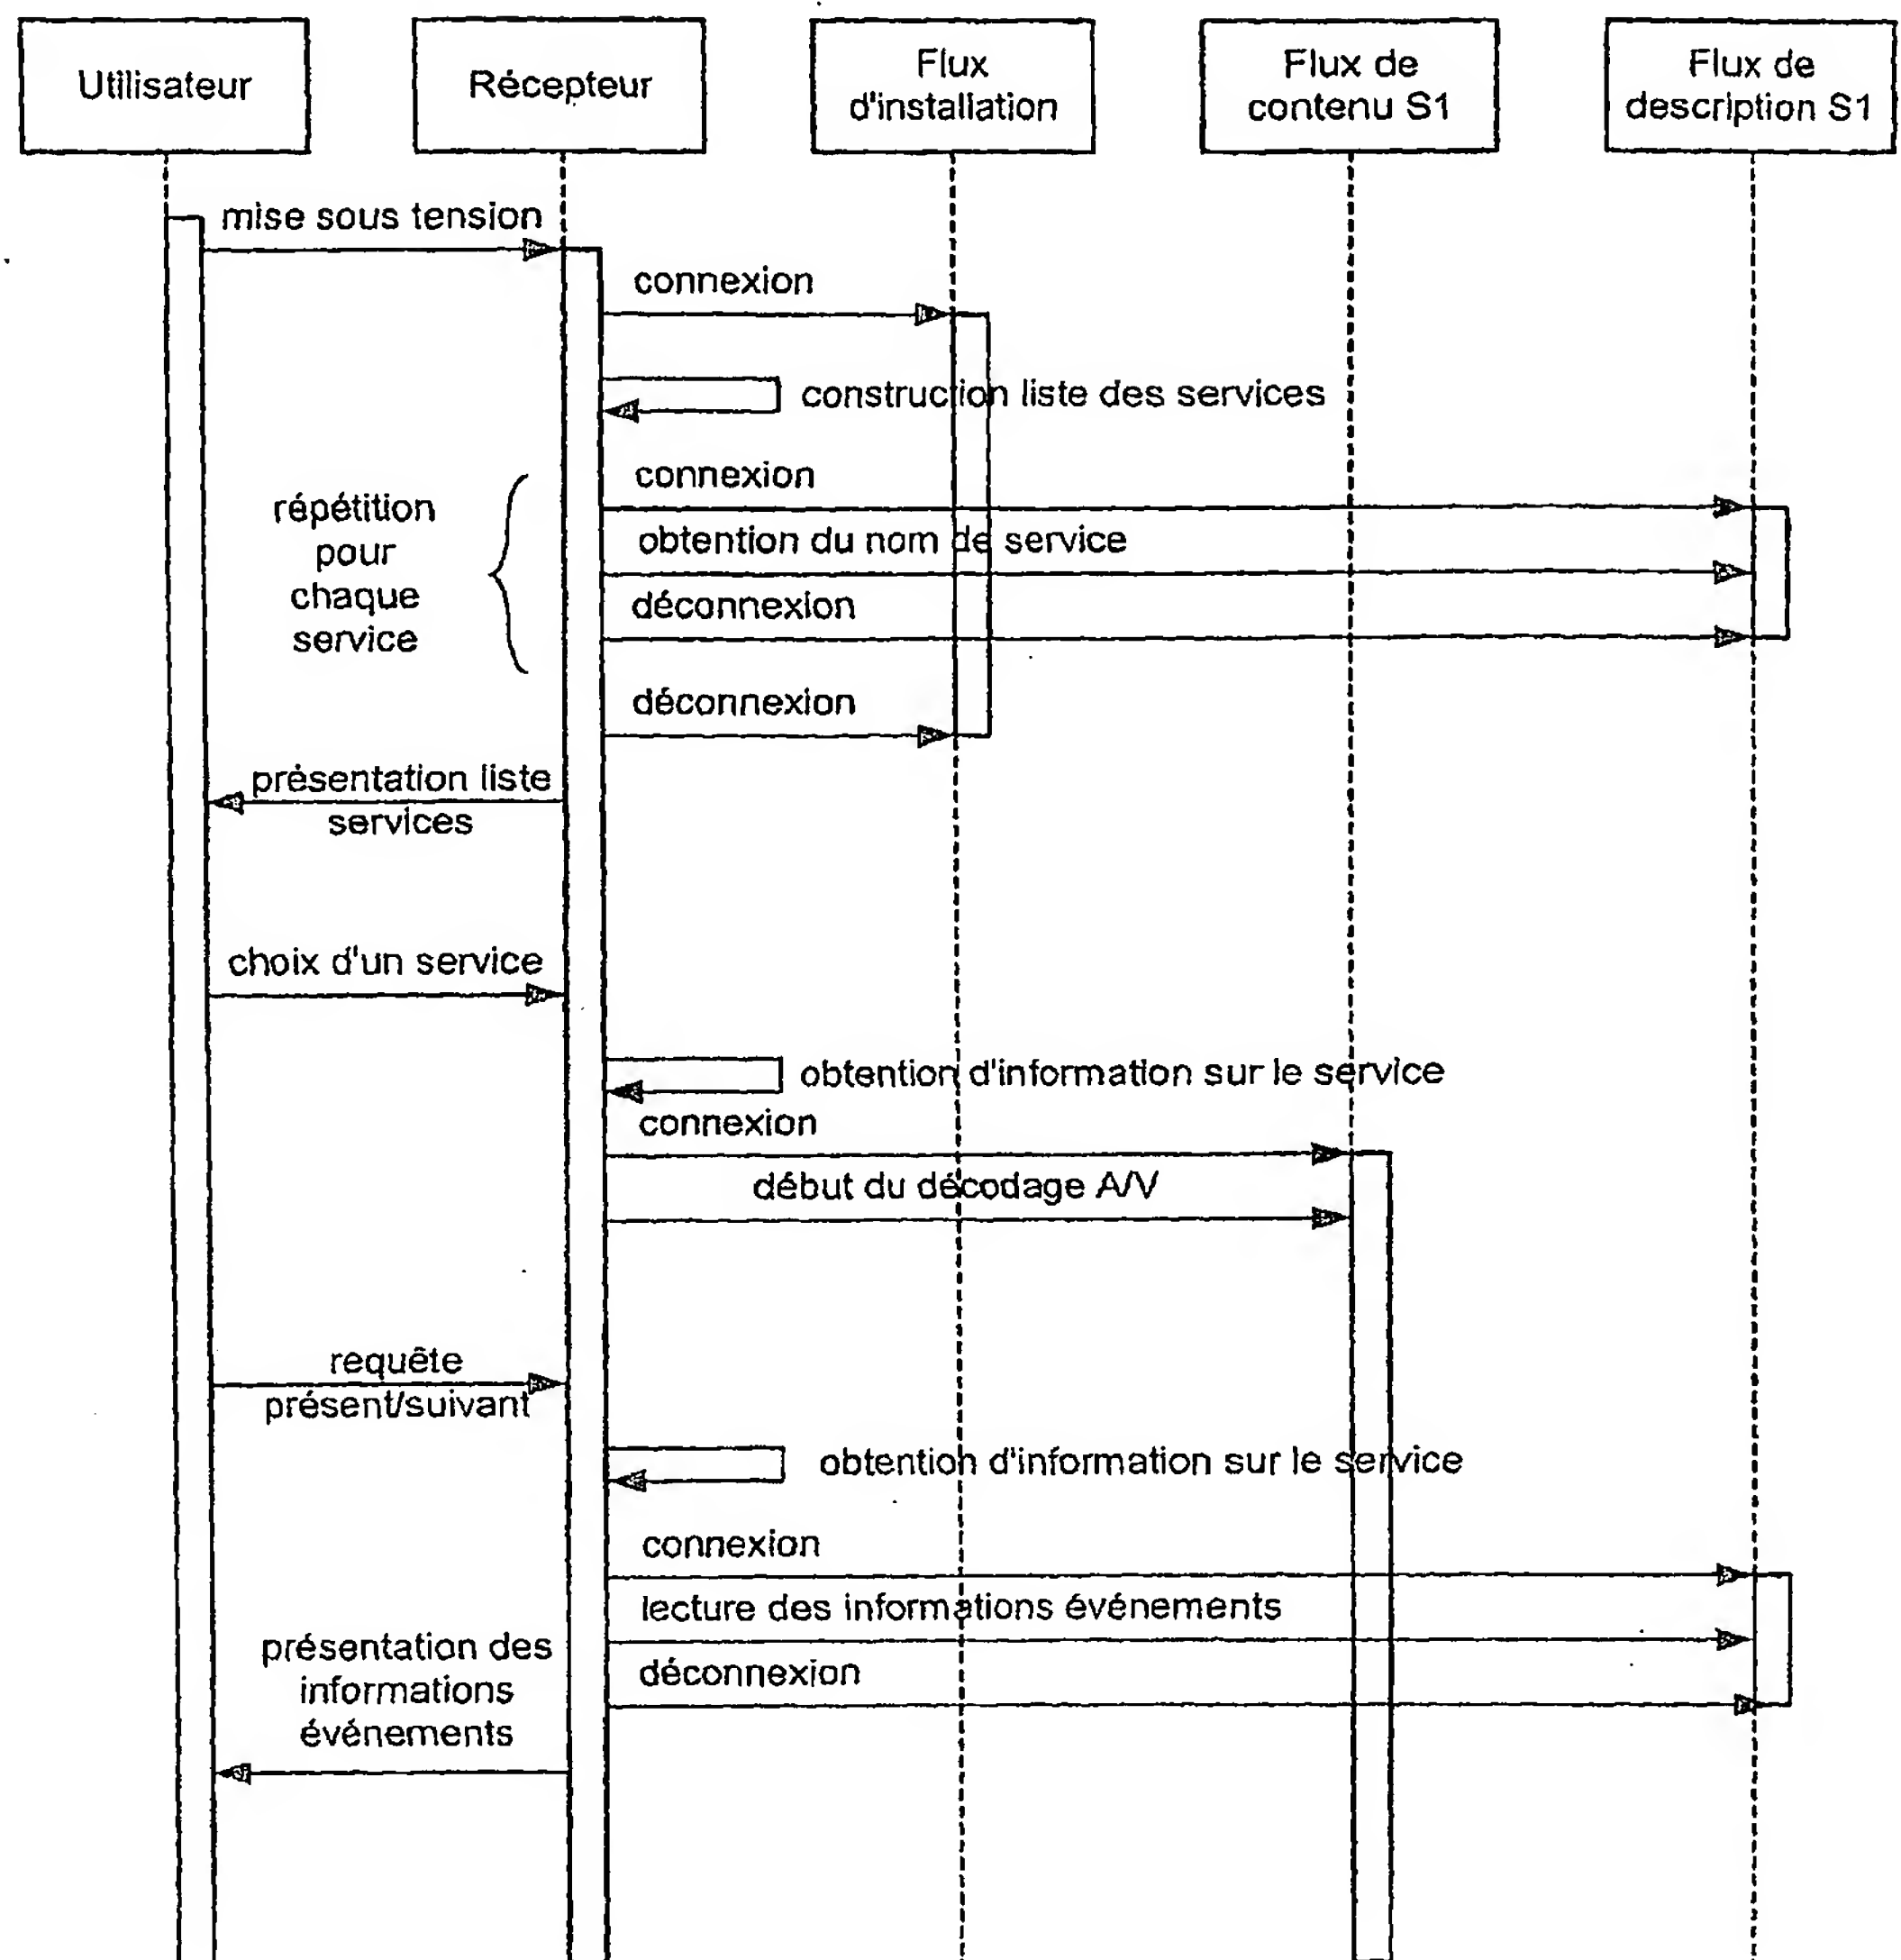 Utilisateur
Récepteur
Flux
d'installation
Flux de
contenu S1
Flux de
description S1
mise sous tension
connexion
construction liste des services
connexion
répétition
pour
chaque
service
obtention du nom de service
déconnexion
déconnexion
présentation liste
services
choix d'un service
obtention d'information sur le service
connexion
début du décodage A/V
requête
présent/suivant
obtention d'information sur le service
connexion
lecture des informations événements
présentation des
informations
événements
déconnexion